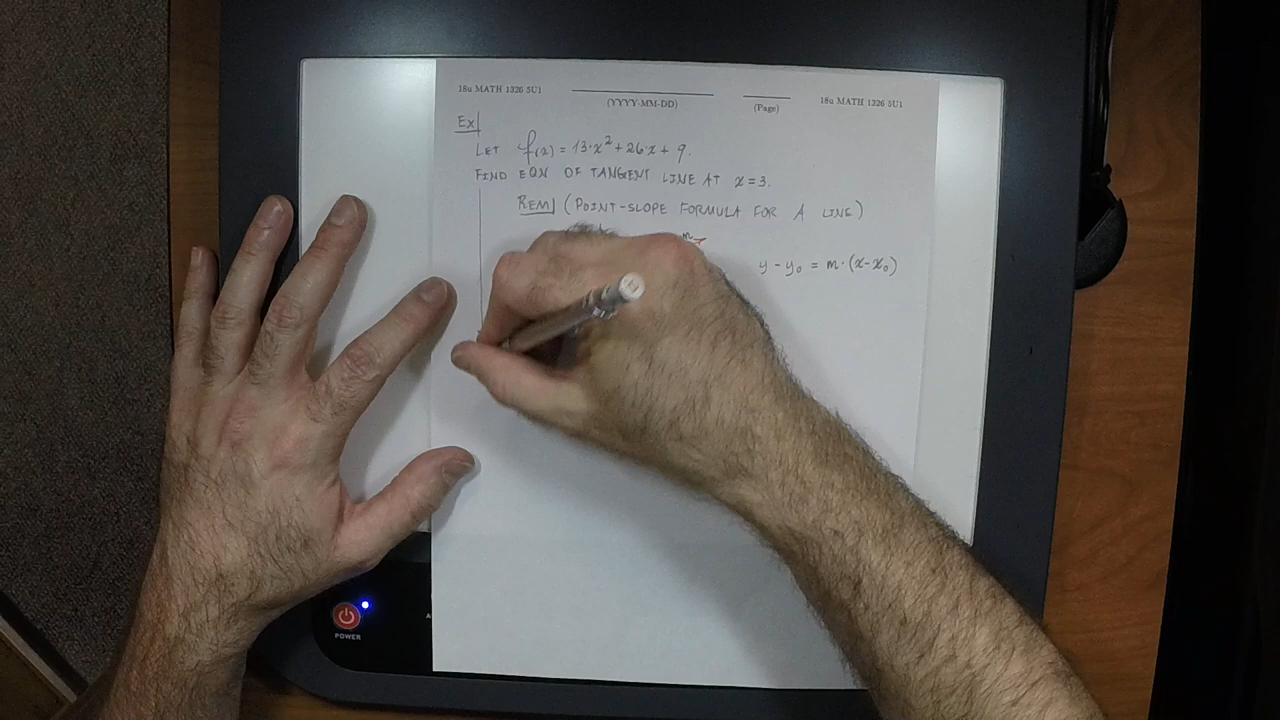 18u MATH 1326 5U1 (YYYY-MM-DD) (Page) 18u MATH 1326 5U1
Ex
LET f(x) = 13·x² + 26·x + 9.
FIND EQN OF TANGENT LINE AT x = 3.
REM (POINT-SLOPE FORMULA FOR A LINE)
m
y - y₀ = m·(x - x₀)
POWER